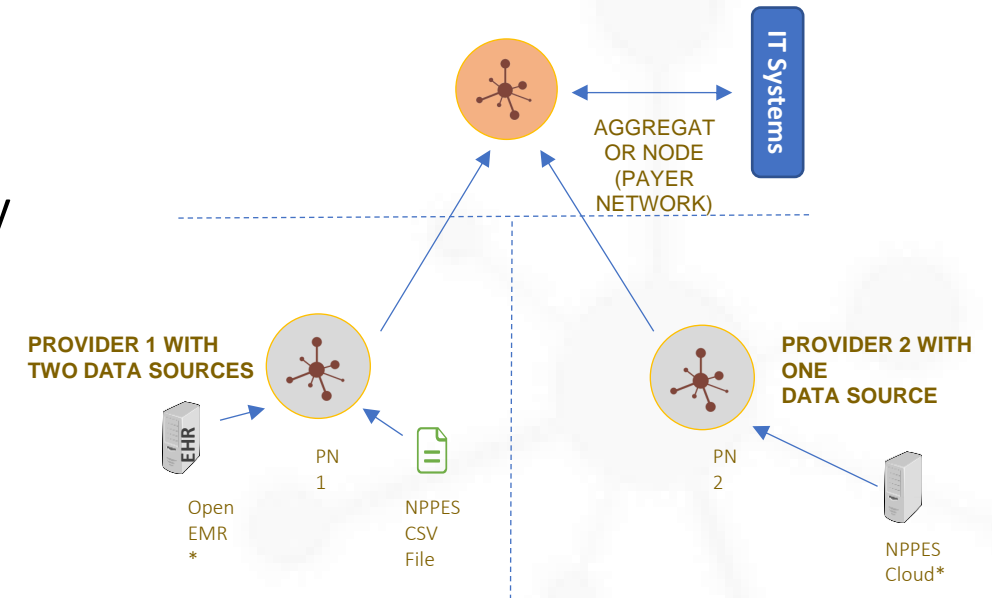 IT Systems
AGGREGAT
OR NODE
(PAYER
NETWORK)
y
PROVIDER 1 WITH
TWO DATA SOURCES
PROVIDER 2 WITH
ONE
DATA SOURCE
EHR
PN
1
PN
2
Open
EMR
*
NPPES
CSV
File
NPPES
Cloud*